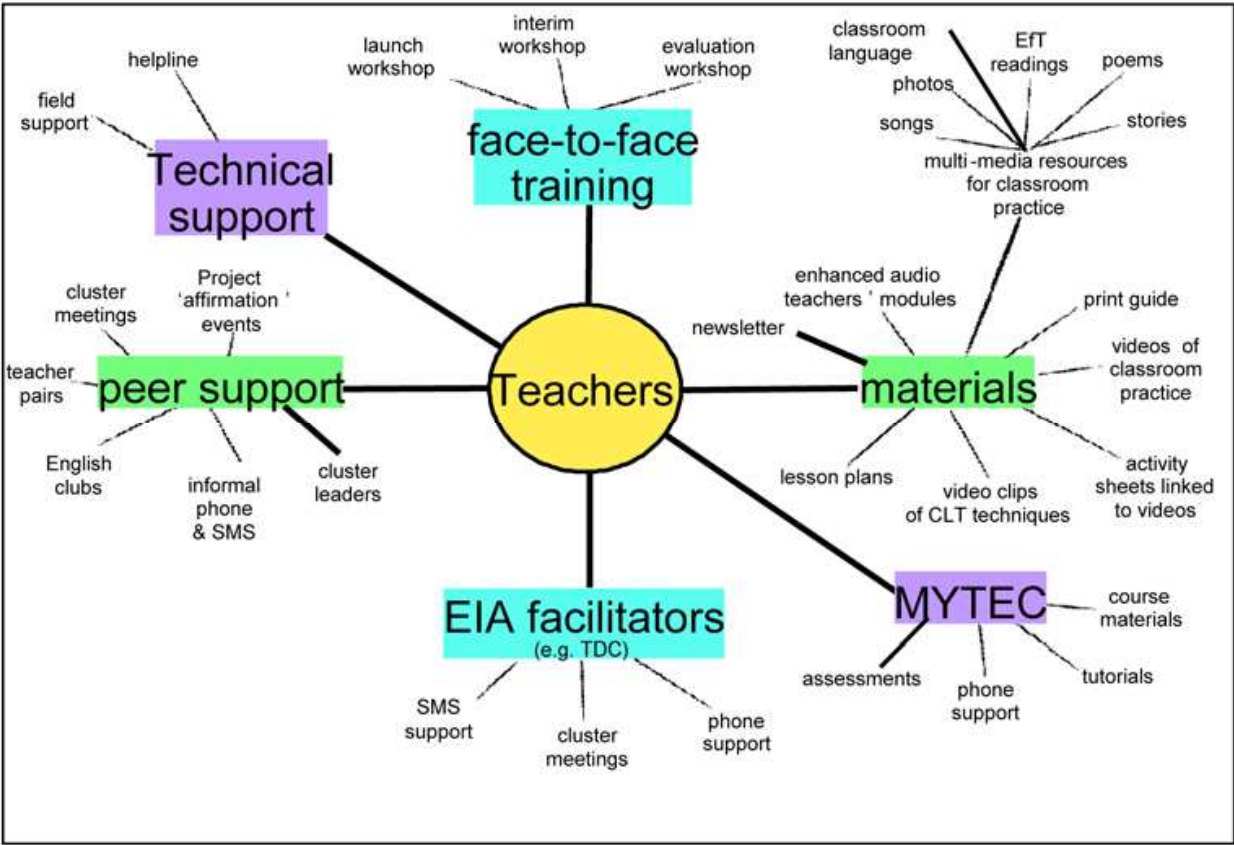 helpline
field
support
Technical
support
launch
workshop
interim
workshop
evaluation
workshop
face-to-face
training
classroom
language
EfT
readings
poems
photos
songs
stories
multi-media resources
for classroom
practice
cluster
meetings
Project
'affirmation '
events
teacher
pairs
peer support
English
clubs
informal
phone
& SMS
cluster
leaders
Teachers
enhanced audio
teachers ' modules
newsletter
print guide
videos of
classroom
practice
materials
lesson plans
video clips
of CLT techniques
activity
sheets linked
to videos
EIA facilitators
(e.g. TDC)
SMS
support
cluster
meetings
phone
support
MYTEC
course
materials
assessments
phone
support
tutorials